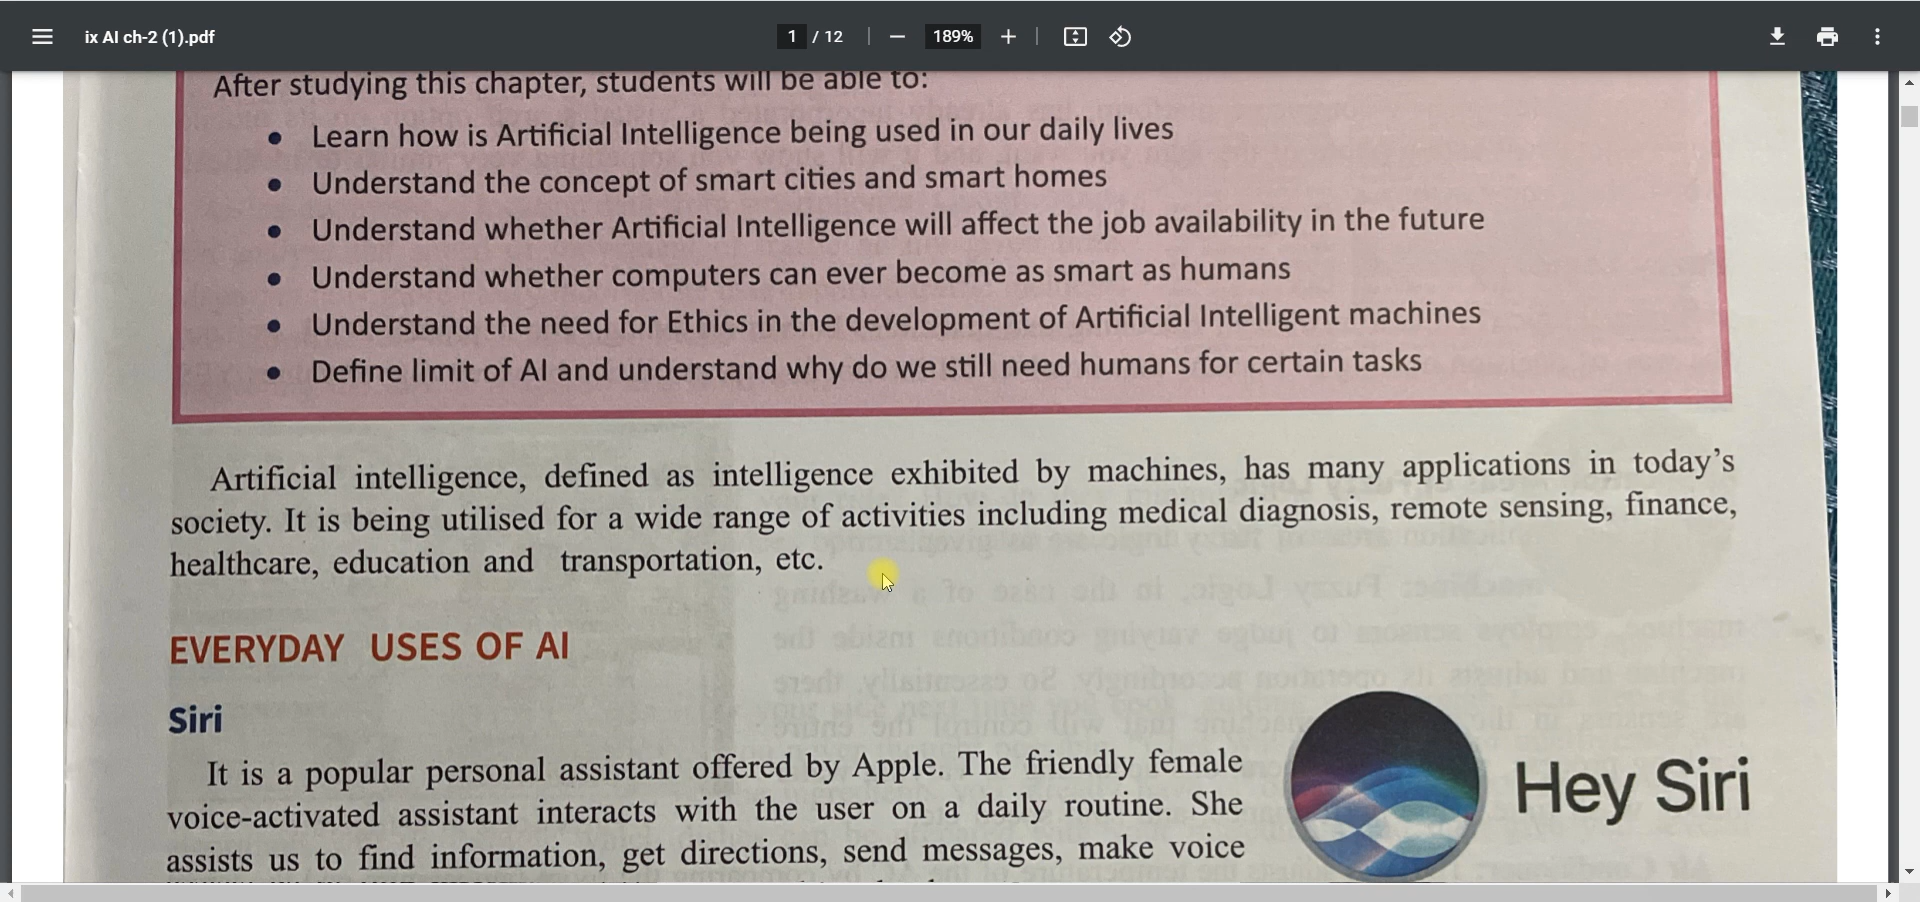 ix AI ch-2 (1).pdf
1 / 12
189%
After studying this chapter, students will be able to:
• Learn how is Artificial Intelligence being used in our daily lives
• Understand the concept of smart cities and smart homes
• Understand whether Artificial Intelligence will affect the job availability in the future
• Understand whether computers can ever become as smart as humans
• Understand the need for Ethics in the development of Artificial Intelligent machines
• Define limit of AI and understand why do we still need humans for certain tasks
Artificial intelligence, defined as intelligence exhibited by machines, has many applications in today's
society. It is being utilised for a wide range of activities including medical diagnosis, remote sensing, finance,
healthcare, education and transportation, etc.
EVERYDAY USES OF AI
Siri
It is a popular personal assistant offered by Apple. The friendly female
voice-activated assistant interacts with the user on a daily routine. She
assists us to find information, get directions, send messages, make voice
Hey Siri